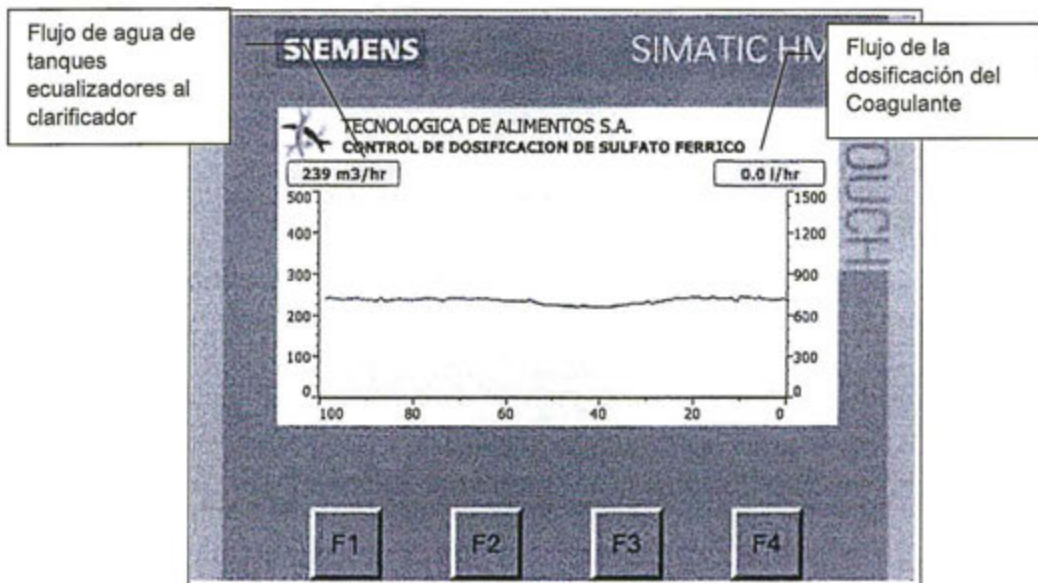 Flujo de agua de
tanques
ecualizadores al
clarificador
SIEMENS
SIMATIC HM
Flujo de la
dosificación del
Coagulante
TECNOLOGICA DE ALIMENTOS S.A.
CONTROL DE DOSIFICACION DE SULFATO FERRICO
239 m3/hr
0.0 l/hr
OUCH
500
400
300
200
100
0
1500
1200
900
600
300
0
100
80
60
40
20
0
F1
F2
F3
F4